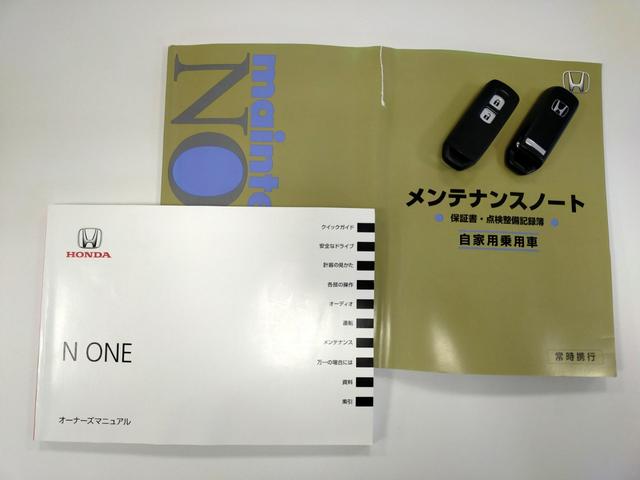 mainte
NO
メンテナンスノート
保証書・点検整備記録簿
自家用乗用車
常時携行
HONDA
N ONE
オーナーズマニュアル
クイックガイド
安全なドライブ
計器の見かた
各部の操作
オーディオ
運転
メンテナンス
万一の場合には
資料
索引